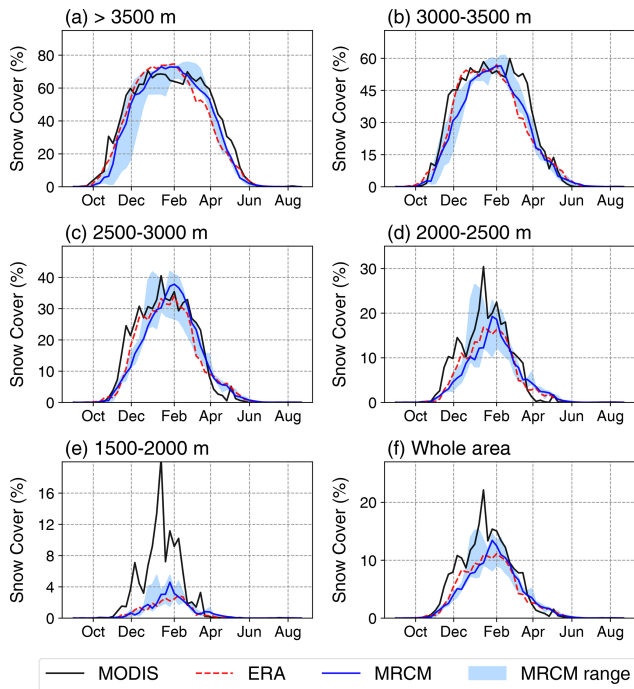 (a) > 3500 m
(b) 3000-3500 m
Snow Cover (%)
80
60
40
20
0
Oct Dec Feb Apr Jun Aug
Snow Cover (%)
60
45
30
15
0
Oct Dec Feb Apr Jun Aug
(c) 2500-3000 m
(d) 2000-2500 m
Snow Cover (%)
40
30
20
10
0
Oct Dec Feb Apr Jun Aug
Snow Cover (%)
30
20
10
0
Oct Dec Feb Apr Jun Aug
(e) 1500-2000 m
(f) Whole area
Snow Cover (%)
16
12
8
4
0
Oct Dec Feb Apr Jun Aug
Snow Cover (%)
20
10
0
Oct Dec Feb Apr Jun Aug
MODIS ERA MRCM MRCM range